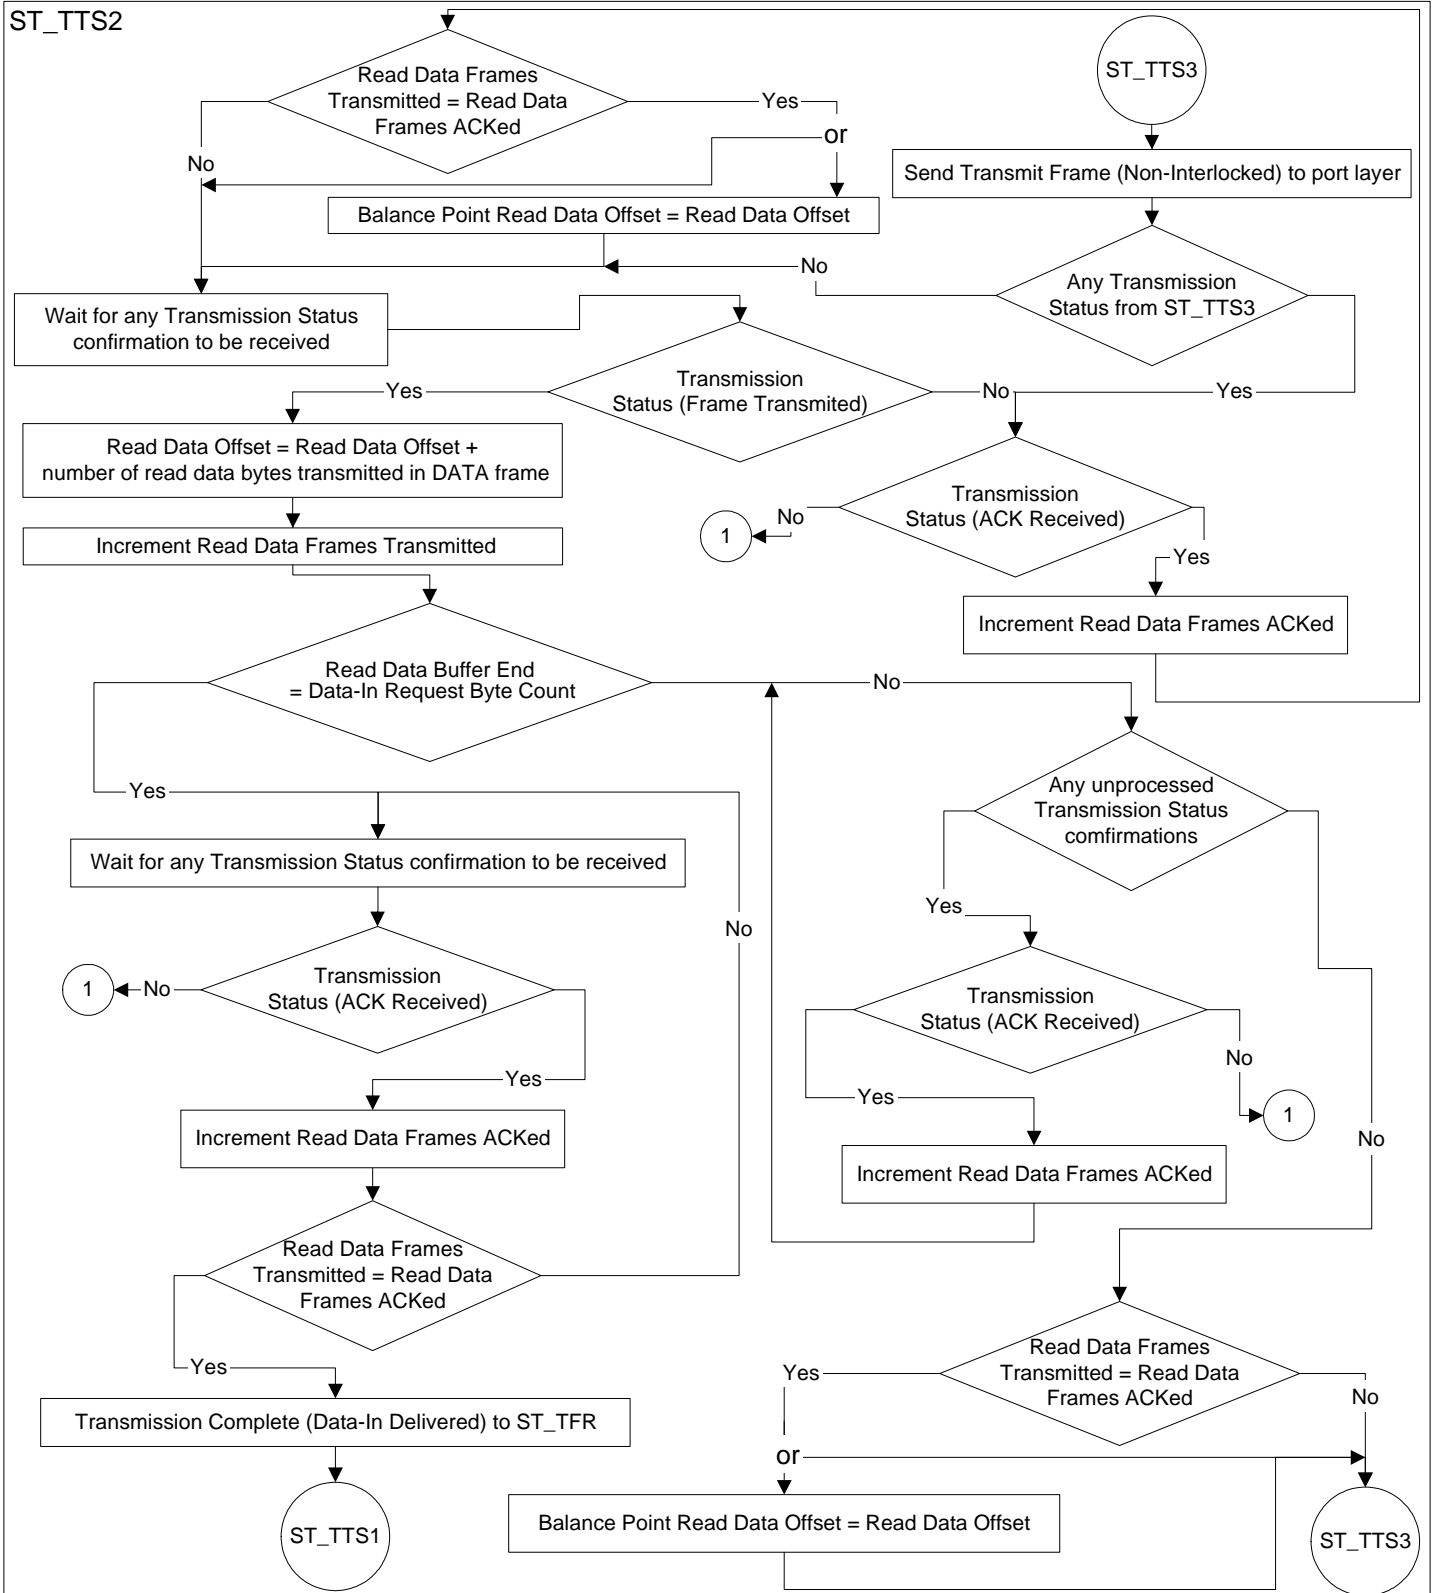 ST_TTS2
Read Data Frames
Transmitted = Read Data
Frames ACKed
Yes
or
No
ST_TTS3
Send Transmit Frame (Non-Interlocked) to port layer
Balance Point Read Data Offset = Read Data Offset
No
Any Transmission
Status from ST_TTS3
Wait for any Transmission Status
confirmation to be received
Transmission
Status (Frame Transmited)
Yes
No
Yes
Read Data Offset = Read Data Offset +
number of read data bytes transmitted in DATA frame
Transmission
Status (ACK Received)
No
1
Yes
Increment Read Data Frames Transmitted
Increment Read Data Frames ACKed
Read Data Buffer End
= Data-In Request Byte Count
No
Yes
Any unprocessed
Transmission Status
comfirmations
Wait for any Transmission Status confirmation to be received
Yes
No
Transmission
Status (ACK Received)
No
1
Transmission
Status (ACK Received)
No
1
Yes
Yes
No
Increment Read Data Frames ACKed
Increment Read Data Frames ACKed
Read Data Frames
Transmitted = Read Data
Frames ACKed
Yes
Read Data Frames
Transmitted = Read Data
Frames ACKed
Yes
No
Transmission Complete (Data-In Delivered) to ST_TFR
or
Balance Point Read Data Offset = Read Data Offset
ST_TTS1
ST_TTS3